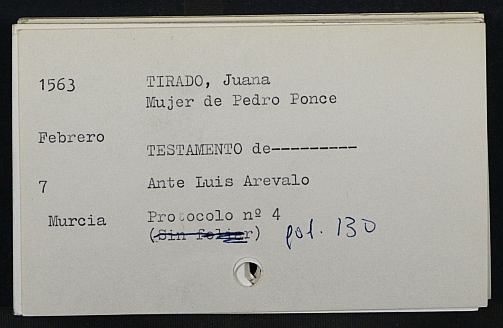 1563 TIRADO, Juana
Mujer de Pedro Ponce
Febrero
TESTAMENTO de---------
7 Ante Luis Arevalo
Murcia Protocolo nº 4
(Sin foliar) fol. 130